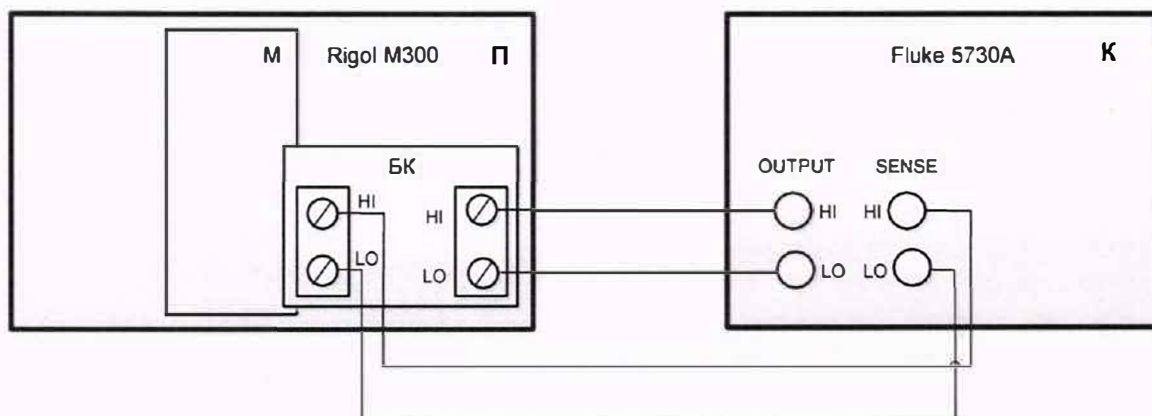 М Rigol M300 П
БК
HI
LO
HI
LO
Fluke 5730A К
OUTPUT SENSE
HI HI
LO LO